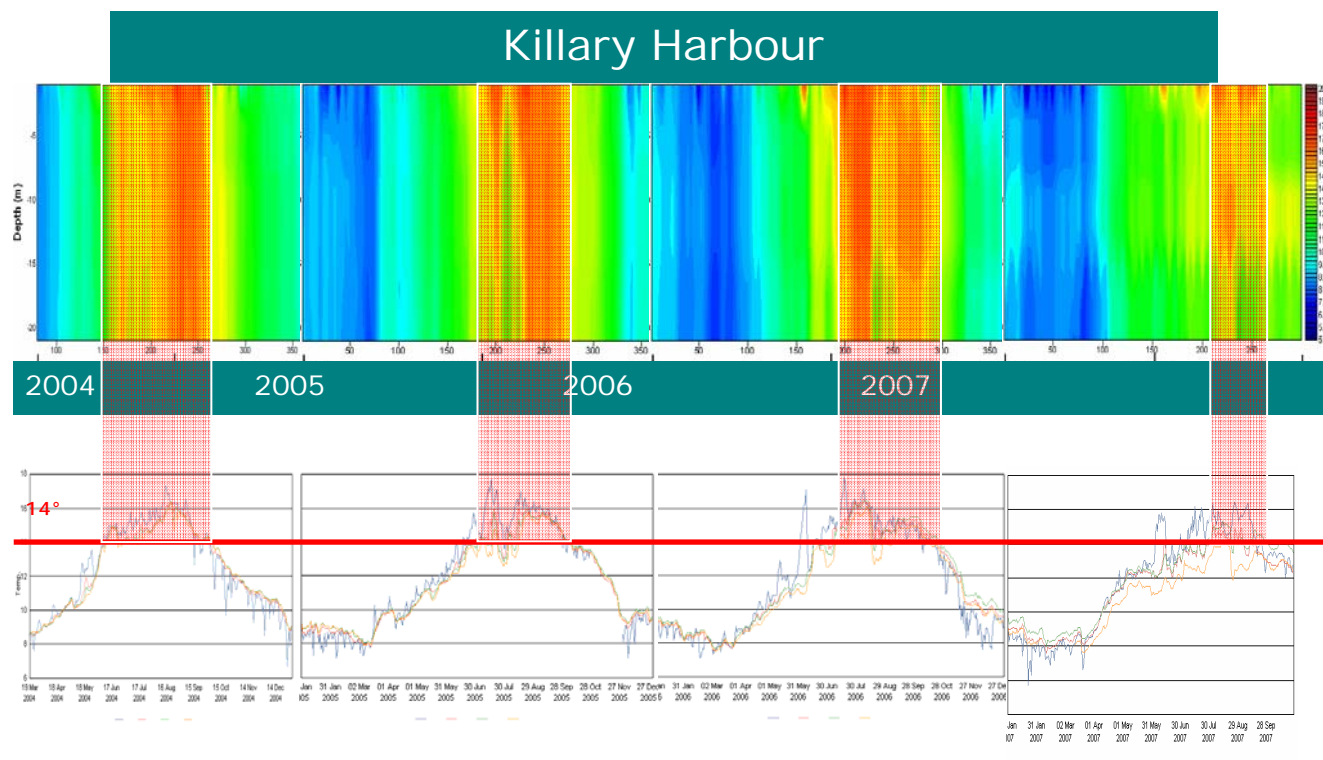 Killary Harbour
Depth (m)
-5
-10
-15
-20
100 200 250 300 350 50 100 150 200 250 300 350 50 100 150 300 350 50 100 150 250
2004 2005 2006 2007
18
14°
16
12
10
8
6
Temp
15 Mar 18 Apr 18 May 17 Jun 17 Jul 16 Aug 15 Sep 15 Oct 14 Nov 14 Dec
2004 2004 2004 2004 2004 2004 2004 2004 2004 2004
Jan 31 Jan 02 Mar 01 Apr 01 May 31 May 30 Jun 30 Jul 29 Aug 28 Sep 28 Oct 27 Nov 27 Dec
2005 2005 2005 2005 2005 2005 2005 2005 2005 2005 2005 2005
31 Jan 02 Mar 01 Apr 01 May 31 May 30 Jun 30 Jul 29 Aug 28 Sep 28 Oct 27 Nov 27 De
2006 2006 2006 2006 2006 2006 2006 2006 2006 2006 2006 2006
Jan 31 Jan 02 Mar 01 Apr 01 May 31 May 30 Jun 30 Jul 29 Aug 28 Sep
07 2007 2007 2007 2007 2007 2007 2007 2007 2007